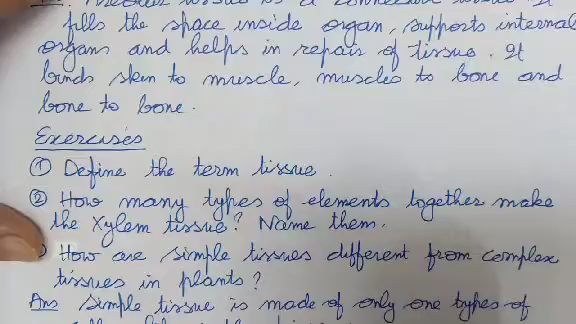 tissue is a
fills the space inside organ, supports internal
organs and helps in repair of tissue. It
binds skin to muscle, muscles to bone and
bone to bone.
Exercises
① Define the term tissue.
② How many types of elements together make
the Xylem tissue? Name them.
How are simple tissues different from complex
tissues in plants?
Ans Simple tissue is made of only one types of